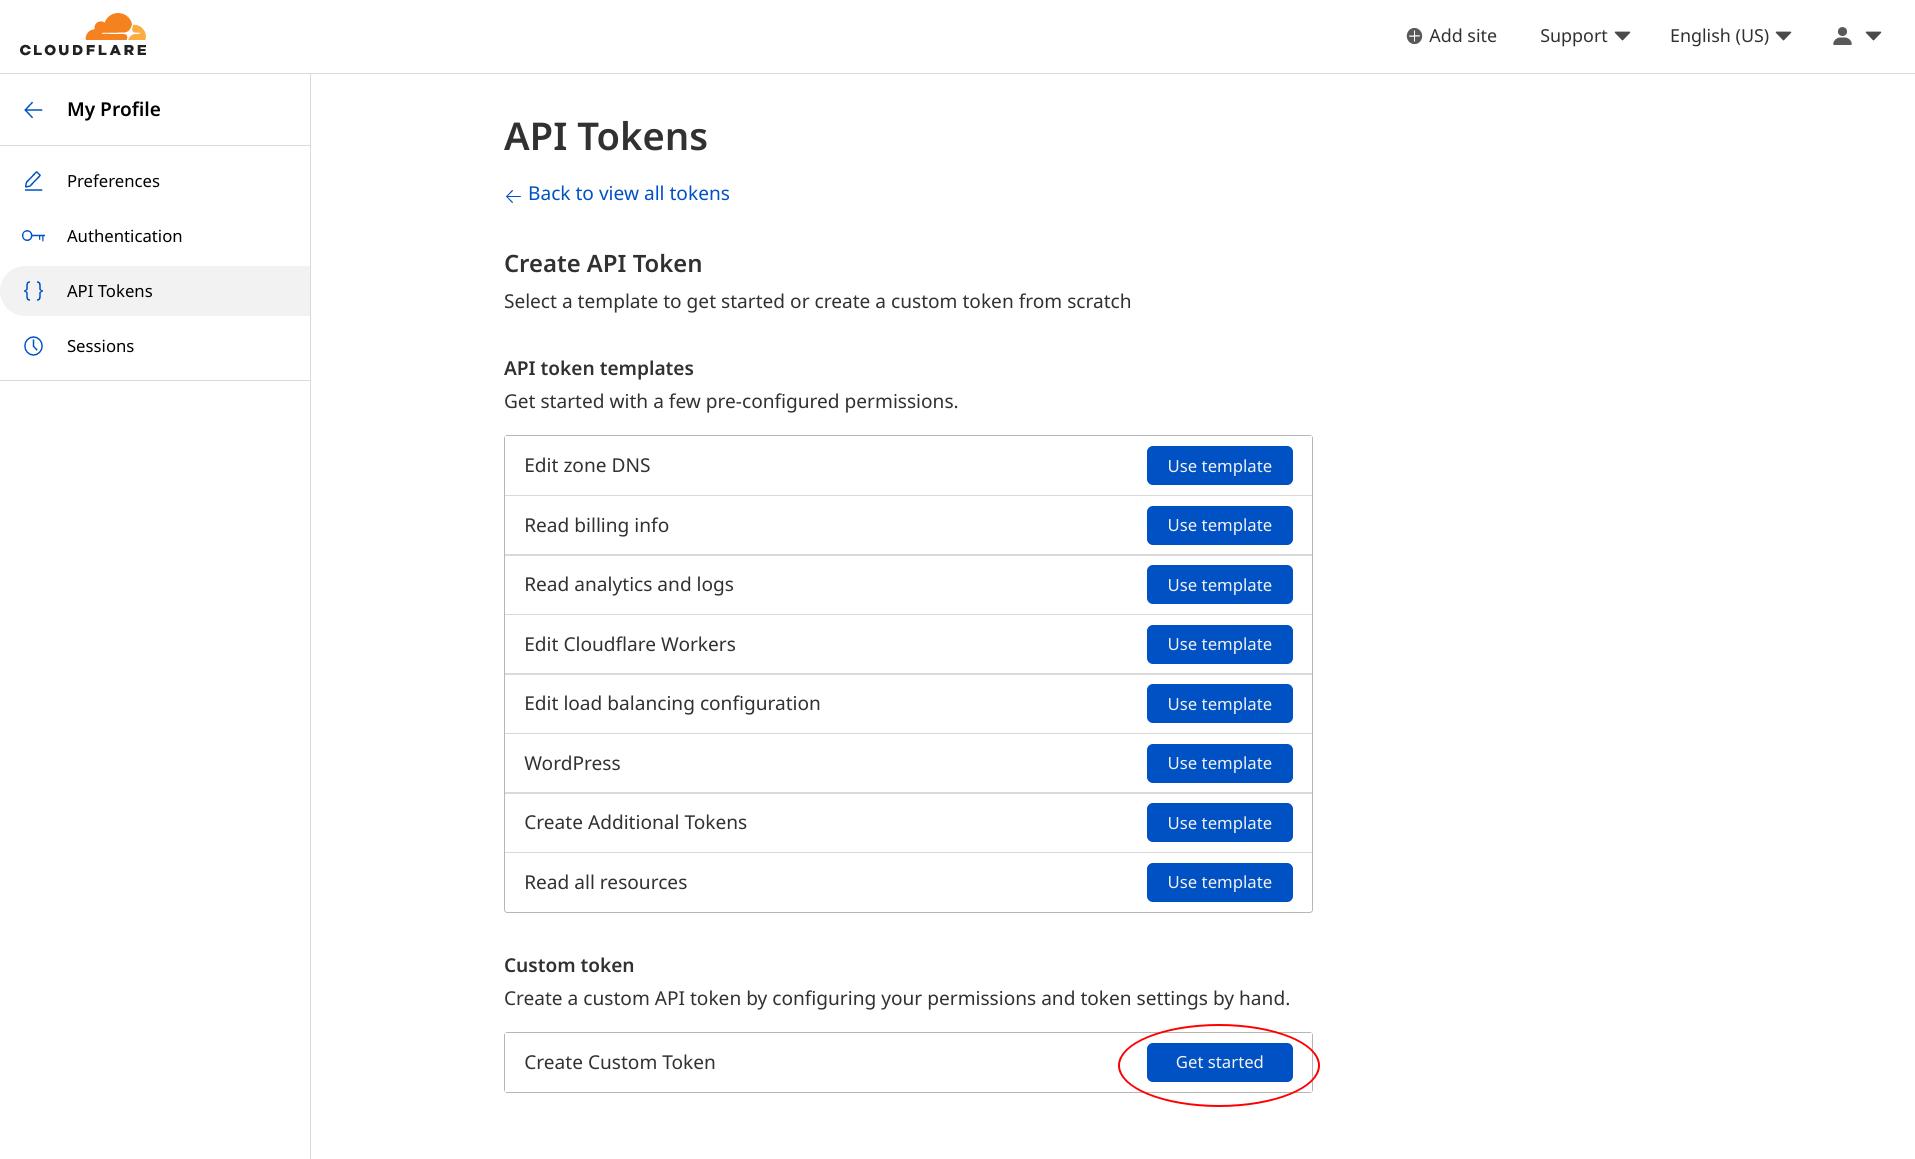 CLOUDFLARE
Add site
Support
English (US)
My Profile
Preferences
Authentication
API Tokens
Sessions
API Tokens
Back to view all tokens
Create API Token
Select a template to get started or create a custom token from scratch
API token templates
Get started with a few pre-configured permissions.
Edit zone DNS Use template
Read billing info Use template
Read analytics and logs Use template
Edit Cloudflare Workers Use template
Edit load balancing configuration Use template
WordPress Use template
Create Additional Tokens Use template
Read all resources Use template
Custom token
Create a custom API token by configuring your permissions and token settings by hand.
Create Custom Token Get started